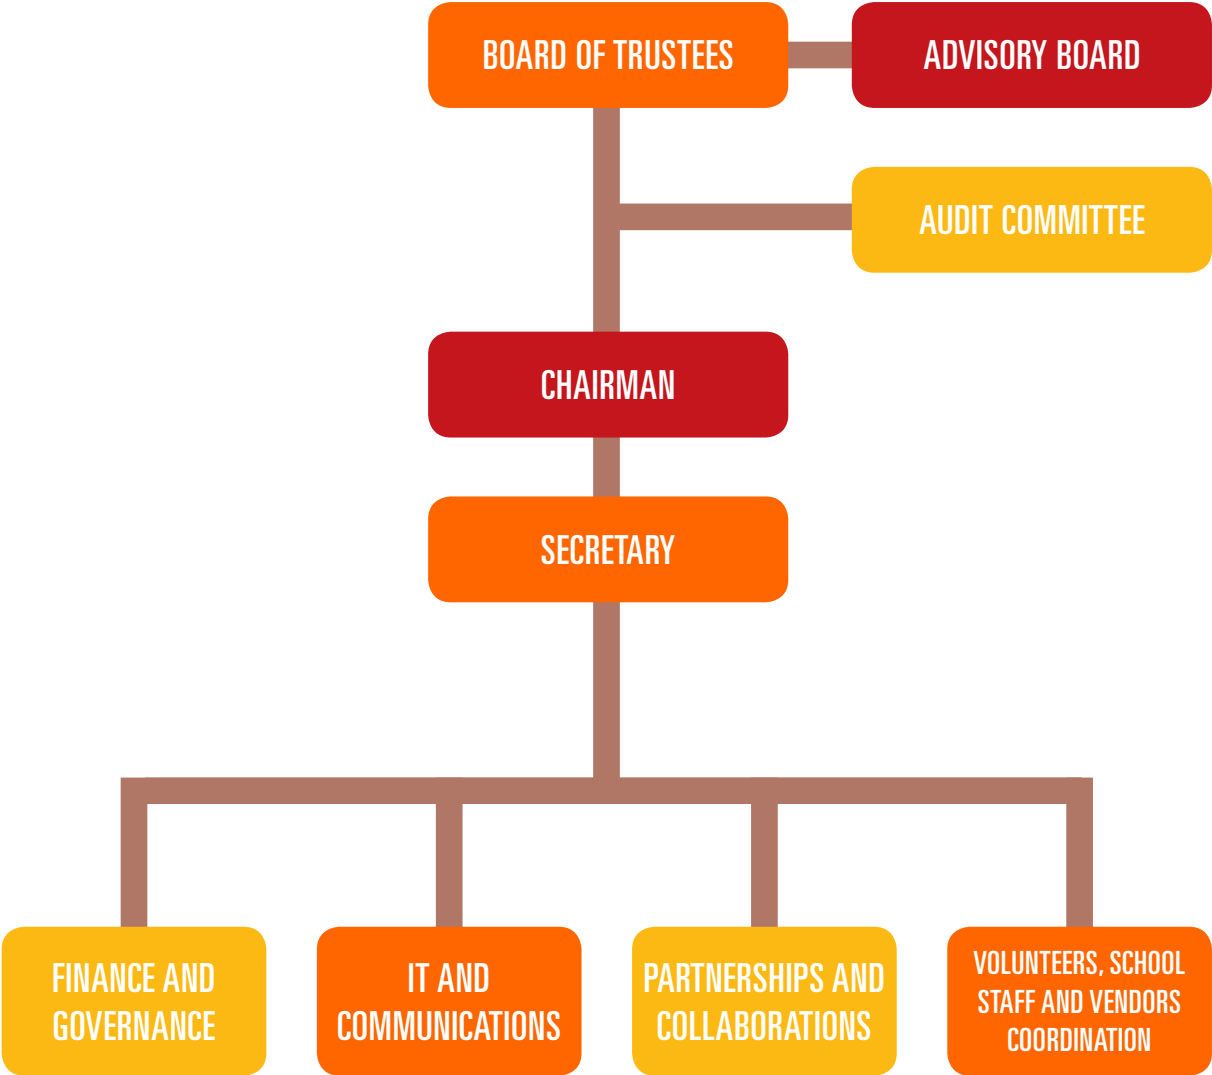 BOARD OF TRUSTEES
ADVISORY BOARD
AUDIT COMMITTEE
CHAIRMAN
SECRETARY
FINANCE AND
GOVERNANCE
IT AND
COMMUNICATIONS
PARTNERSHIPS AND
COLLABORATIONS
VOLUNTEERS, SCHOOL
STAFF AND VENDORS
COORDINATION